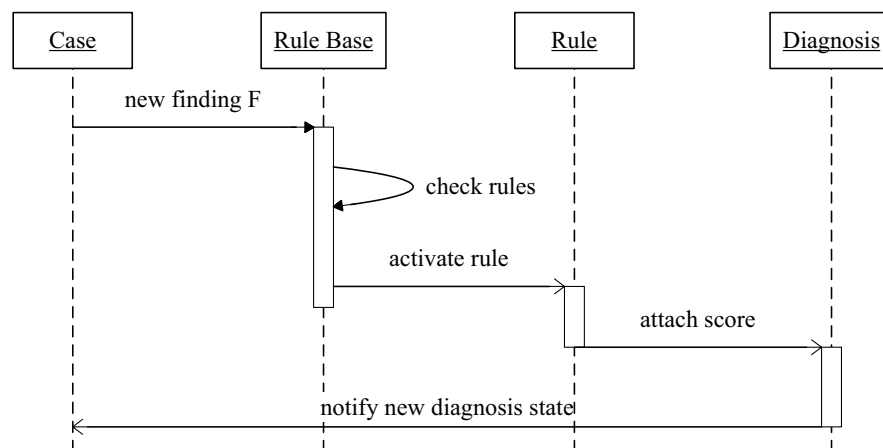 Case
Rule Base
Rule
Diagnosis
new finding F
check rules
activate rule
attach score
notify new diagnosis state